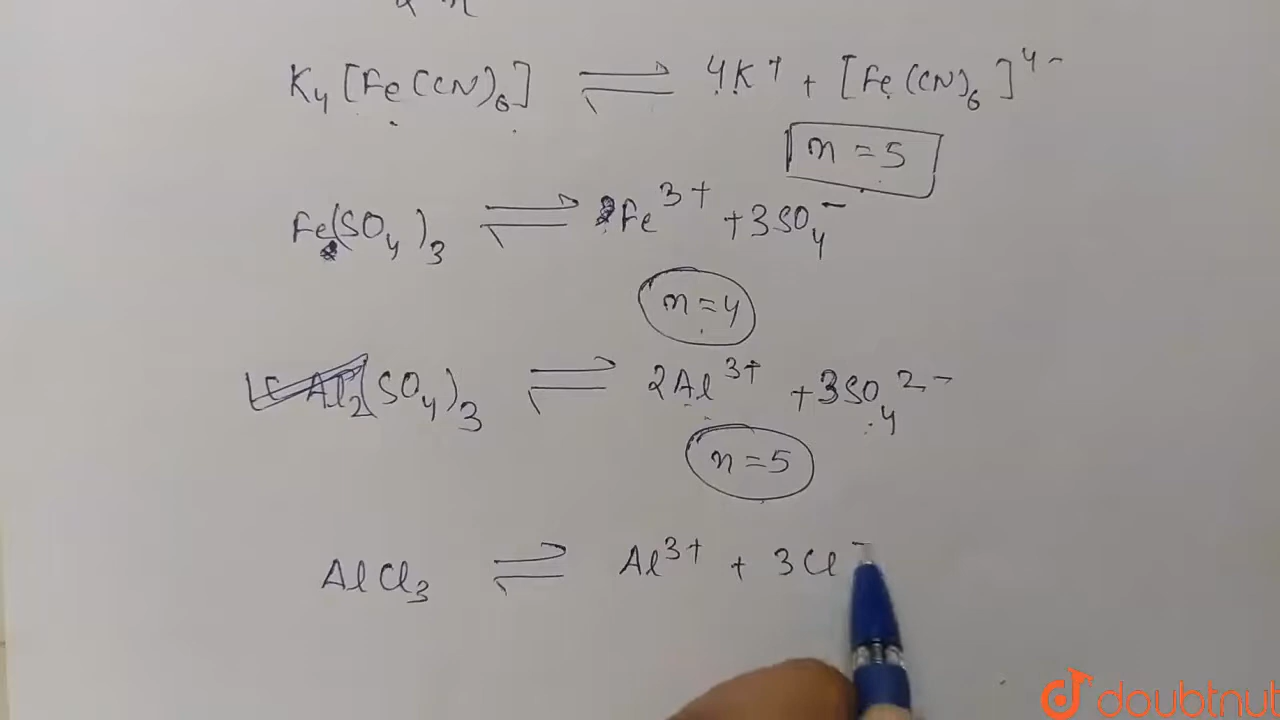 K₄[Fe(CN)₆] ⇌ 4K⁺ + [Fe(CN)₆]⁴⁻
n = 5
Fe(SO₄)₃ ⇌ Fe³⁺ + 3SO₄⁻
n = 4
Al₂(SO₄)₃ ⇌ 2Al³⁺ + 3SO₄²⁻
n = 5
AlCl₃ ⇌ Al³⁺ + 3Cl⁻
doubtnut